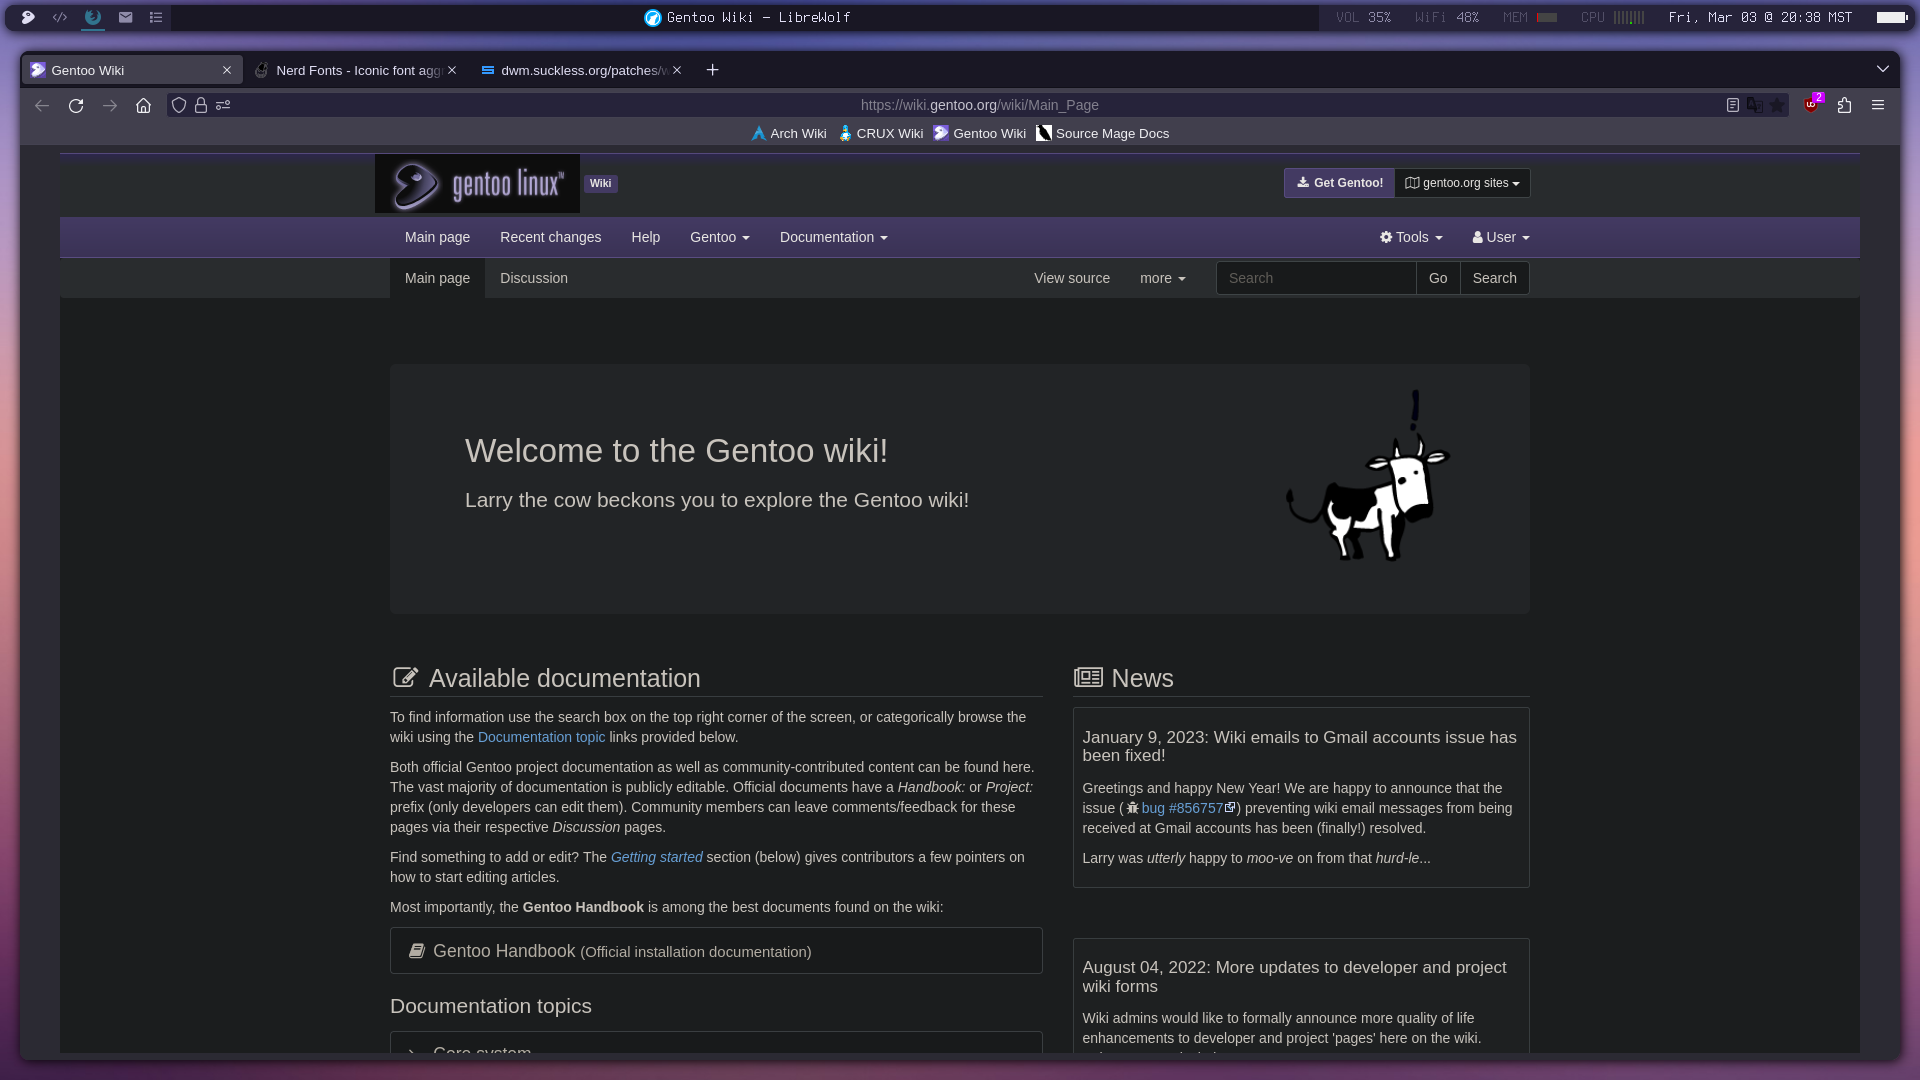 Gentoo Wiki — LibreWolf
VOL 35% WiFi 48% MEM CPU Fri, Mar 03 @ 20:38 MST
Gentoo Wiki
Nerd Fonts - Iconic font aggr
dwm.suckless.org/patches/w
https://wiki.gentoo.org/wiki/Main_Page
2
Arch Wiki CRUX Wiki Gentoo Wiki Source Mage Docs
gentoo linux™ Wiki
Get Gentoo! gentoo.org sites
Main page Recent changes Help Gentoo Documentation Tools User
Main page Discussion View source more Search Go Search
Welcome to the Gentoo wiki!
Larry the cow beckons you to explore the Gentoo wiki!
Available documentation
To find information use the search box on the top right corner of the screen, or categorically browse the
wiki using the Documentation topic links provided below.
Both official Gentoo project documentation as well as community-contributed content can be found here.
The vast majority of documentation is publicly editable. Official documents have a Handbook: or Project:
prefix (only developers can edit them). Community members can leave comments/feedback for these
pages via their respective Discussion pages.
Find something to add or edit? The Getting started section (below) gives contributors a few pointers on
how to start editing articles.
Most importantly, the Gentoo Handbook is among the best documents found on the wiki:
Gentoo Handbook (Official installation documentation)
Documentation topics
Core system
News
January 9, 2023: Wiki emails to Gmail accounts issue has
been fixed!
Greetings and happy New Year! We are happy to announce that the
issue ( bug #856757) preventing wiki email messages from being
received at Gmail accounts has been (finally!) resolved.
Larry was utterly happy to moo-ve on from that hurd-le...
August 04, 2022: More updates to developer and project
wiki forms
Wiki admins would like to formally announce more quality of life
enhancements to developer and project 'pages' here on the wiki.